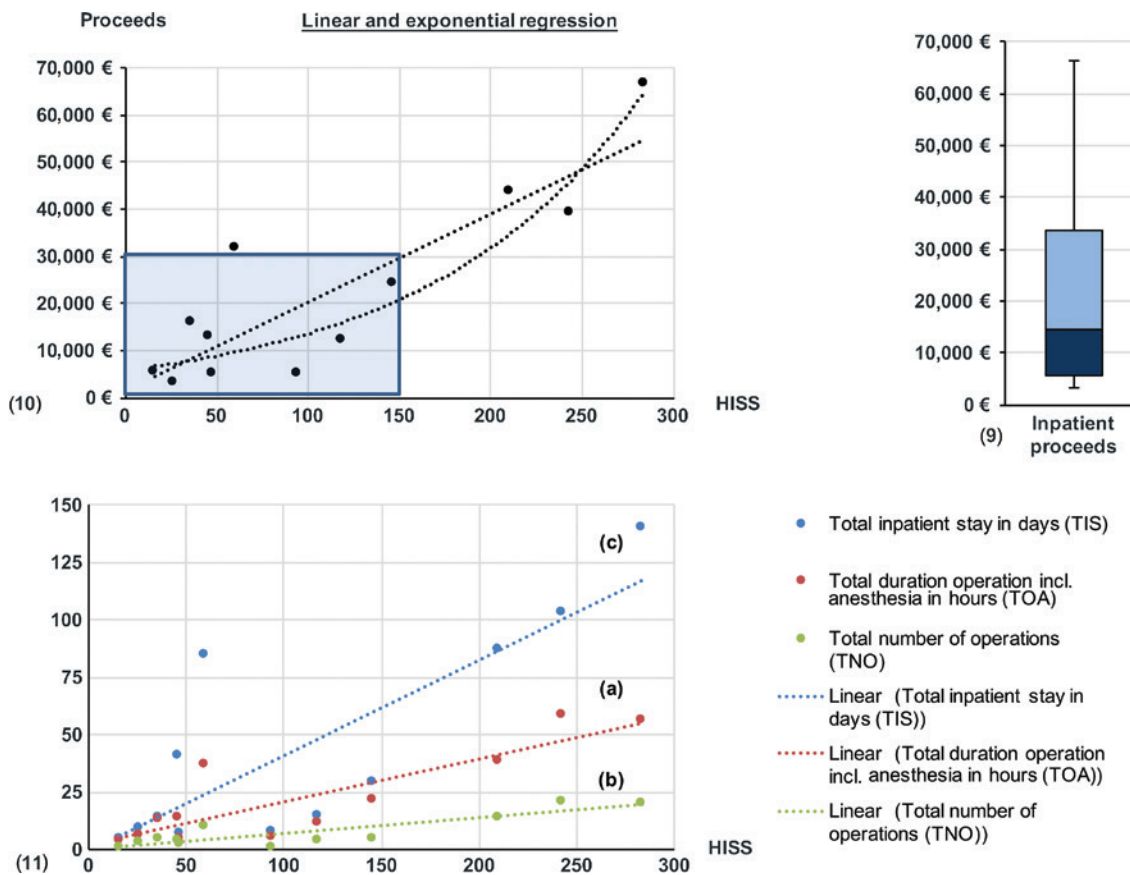 Proceeds
Linear and exponential regression
70,000 €
60,000 €
50,000 €
40,000 €
30,000 €
20,000 €
10,000 €
0 €
(10)
0 50 100 150 200 250 300
HISS
70,000 €
60,000 €
50,000 €
40,000 €
30,000 €
20,000 €
10,000 €
0 €
(9)
Inpatient
proceeds
150
125
100
75
50
25
0
(c)
(a)
(b)
(11)
0 50 100 150 200 250 300
HISS
Total inpatient stay in days (TIS)
Total duration operation incl.
anesthesia in hours (TOA)
Total number of operations
(TNO)
Linear (Total inpatient stay in
days (TIS))
Linear (Total duration operation
incl. anesthesia in hours (TOA))
Linear (Total number of
operations (TNO))